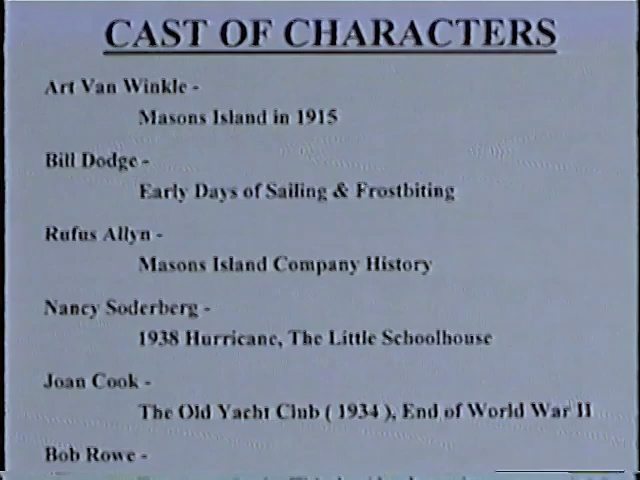 CAST OF CHARACTERS
Art Van Winkle -
Masons Island in 1915
Bill Dodge -
Early Days of Sailing & Frostbiting
Rufus Allyn -
Masons Island Company History
Nancy Soderberg -
1938 Hurricane, The Little Schoolhouse
Joan Cook -
The Old Yacht Club ( 1934 ), End of World War II
Bob Rowe -